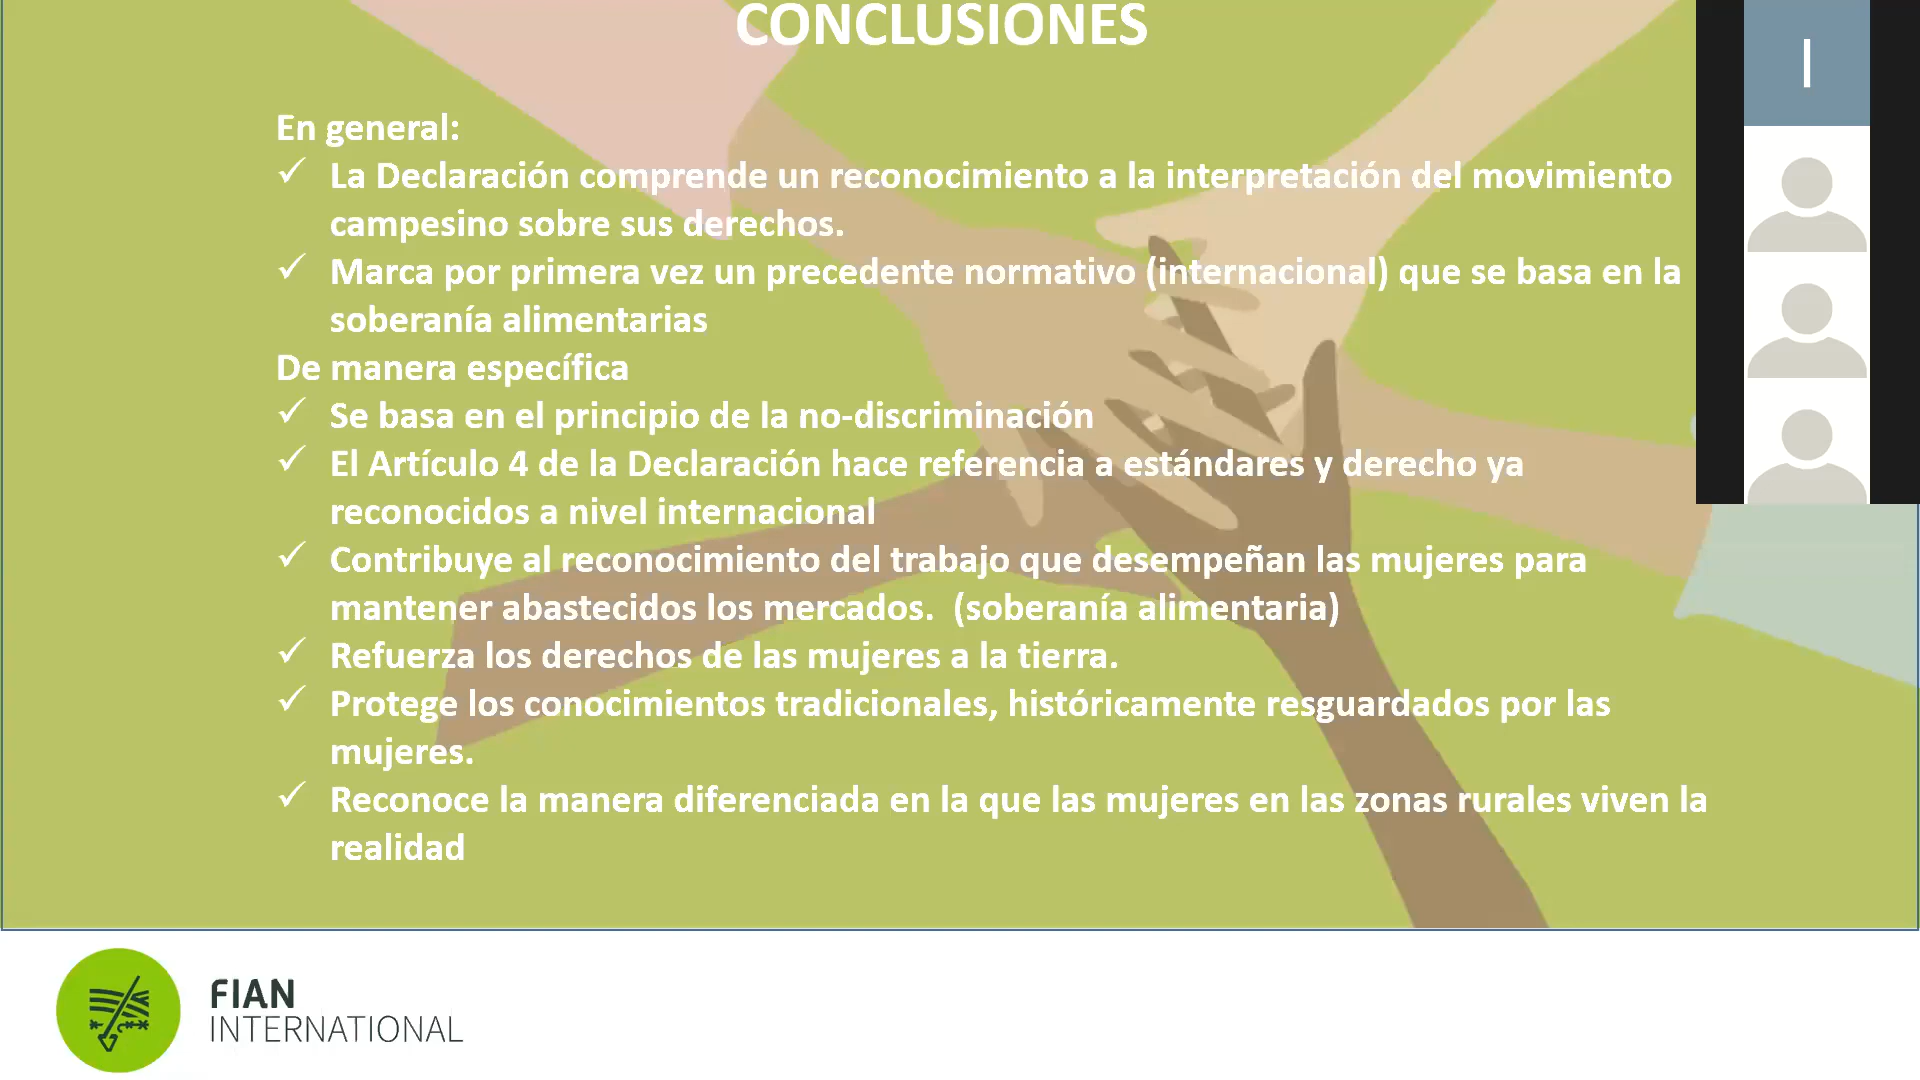 CONCLUSIONES
En general:
✓ La Declaración comprende un reconocimiento a la interpretación del movimiento
campesino sobre sus derechos.
✓ Marca por primera vez un precedente normativo (internacional) que se basa en la
soberanía alimentarias
De manera específica
✓ Se basa en el principio de la no-discriminación
✓ El Artículo 4 de la Declaración hace referencia a estándares y derecho ya
reconocidos a nivel internacional
✓ Contribuye al reconocimiento del trabajo que desempeñan las mujeres para
mantener abastecidos los mercados. (soberanía alimentaria)
✓ Refuerza los derechos de las mujeres a la tierra.
✓ Protege los conocimientos tradicionales, históricamente resguardados por las
mujeres.
✓ Reconoce la manera diferenciada en la que las mujeres en las zonas rurales viven la
realidad
I
FIAN
INTERNATIONAL